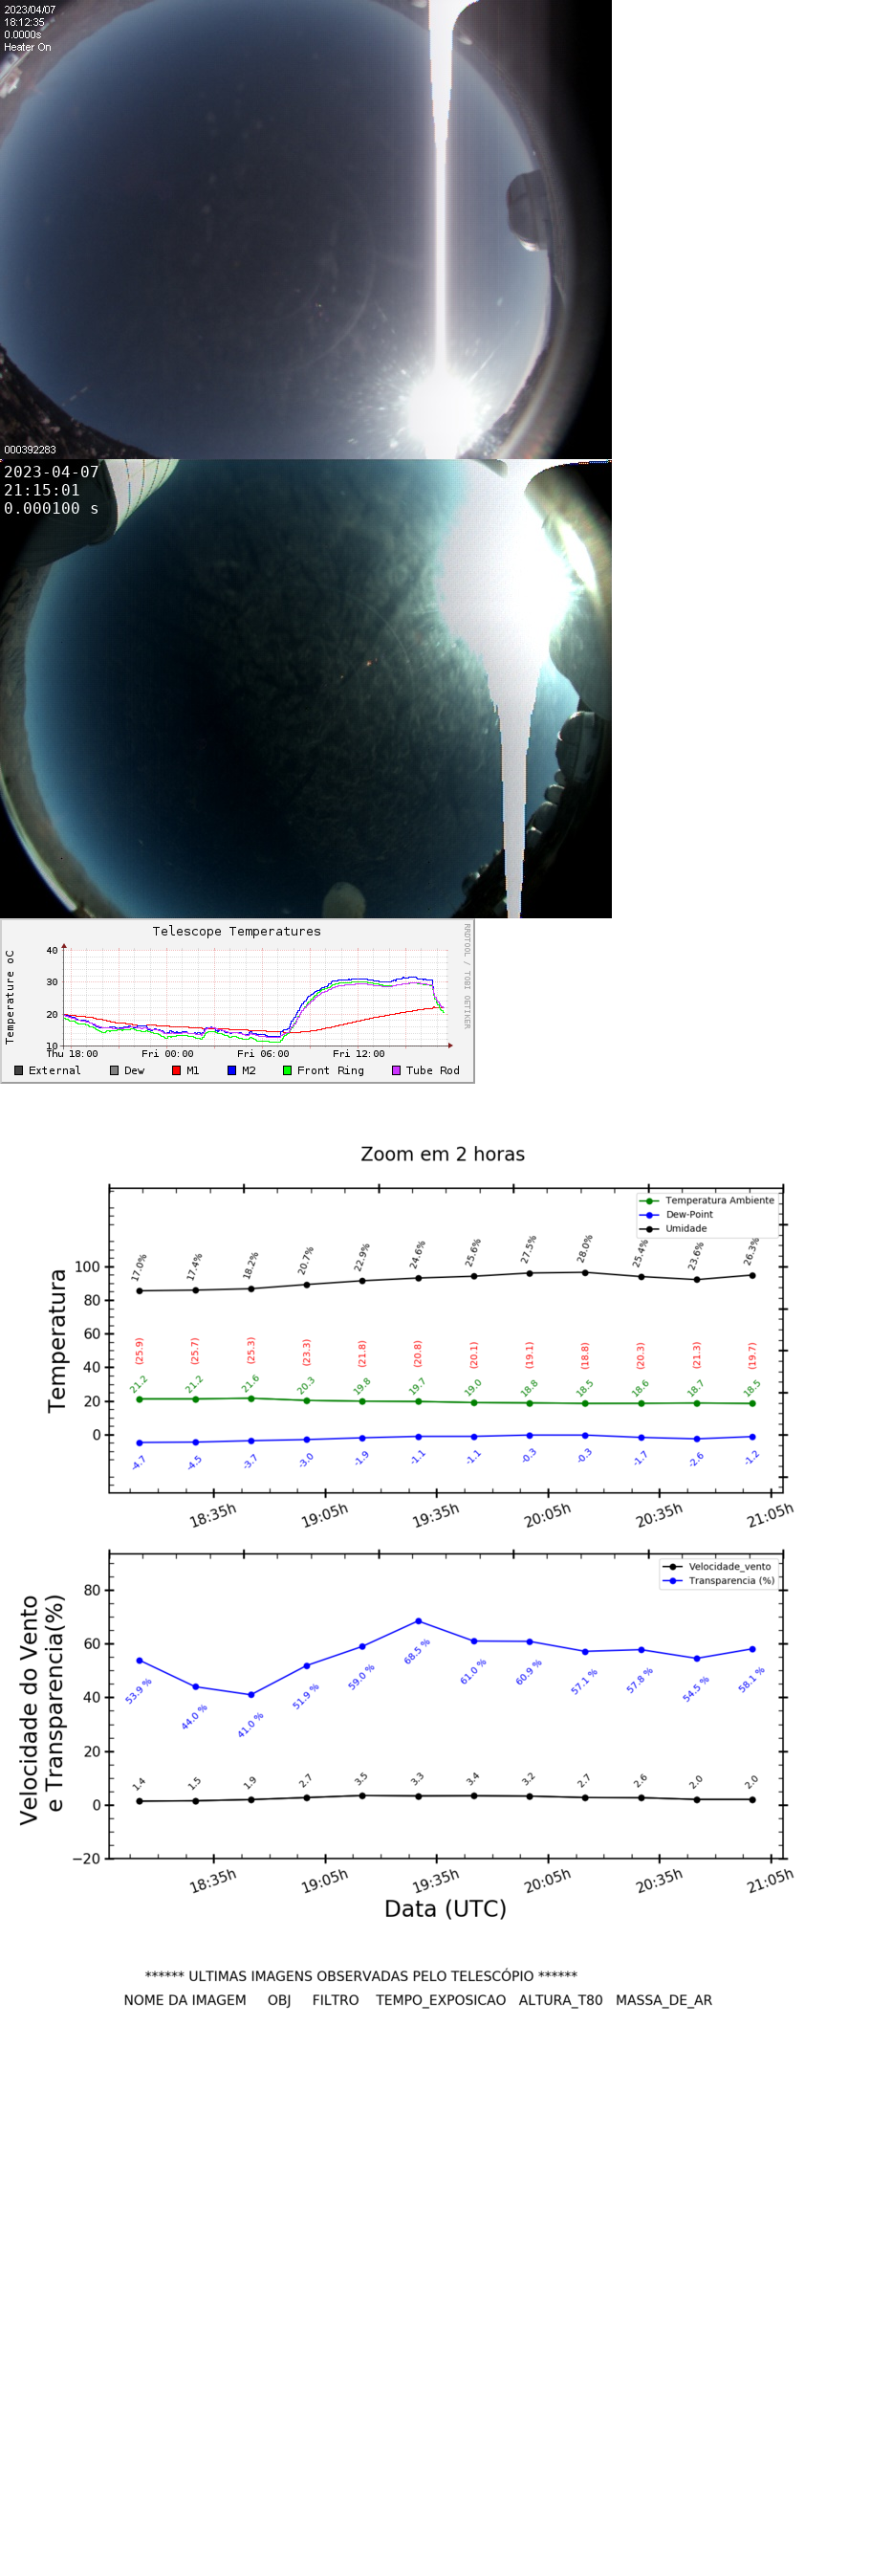 2023/04/07
18:12:35
0.0000s
Heater On
000392283
2023-04-07
21:15:01
0.000100 s
Telescope Temperatures
RRDTOOL / TOBI OETIKER
Temperature oC
40
30
20
10
Thu 18:00 Fri 00:00 Fri 06:00 Fri 12:00
External Dew M1 M2 Front Ring Tube Rod
Zoom em 2 horas
Temperatura Ambiente
Dew-Point
Umidade
Temperatura
100
80
60
40
20
0
17.0% 17.4% 18.2% 20.7% 22.9% 24.6% 25.6% 27.5% 28.0% 25.4% 23.6% 26.3%
(25.9) (25.7) (25.3) (23.3) (21.8) (20.8) (20.1) (19.1) (18.8) (20.3) (21.3) (19.7)
21.2 21.2 21.6 20.3 19.8 19.7 19.0 18.8 18.5 18.6 18.7 18.5
-4.7 -4.5 -3.7 -3.0 -1.9 -1.1 -1.1 -0.3 -0.3 -1.7 -2.6 -1.2
18:35h 19:05h 19:35h 20:05h 20:35h 21:05h
Velocidade_vento
Transparencia (%)
Velocidade do Vento
e Transparencia(%)
80
60
40
20
0
−20
53.9 % 44.0 % 41.0 % 51.9 % 59.0 % 68.5 % 61.0 % 60.9 % 57.1 % 57.8 % 54.5 % 58.1 %
1.4 1.5 1.9 2.7 3.5 3.3 3.4 3.2 2.7 2.6 2.0 2.0
18:35h 19:05h 19:35h 20:05h 20:35h 21:05h
Data (UTC)
****** ULTIMAS IMAGENS OBSERVADAS PELO TELESCÓPIO ******
NOME DA IMAGEM OBJ FILTRO TEMPO_EXPOSICAO ALTURA_T80 MASSA_DE_AR